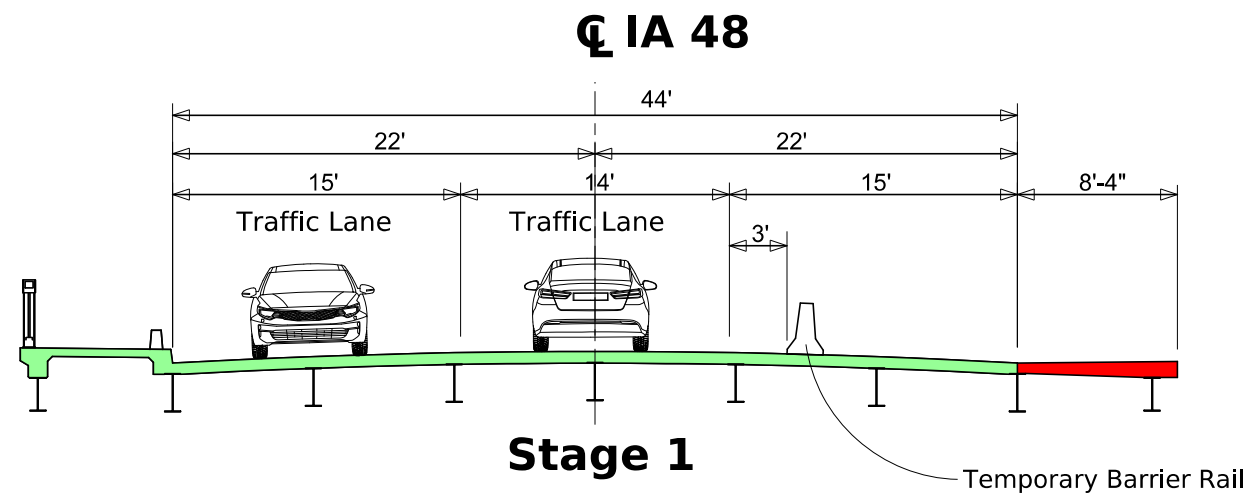 ℄ IA 48
44'
22' 22'
15' 14' 15' 8'-4"
Traffic Lane Traffic Lane
3'
Stage 1
Temporary Barrier Rail